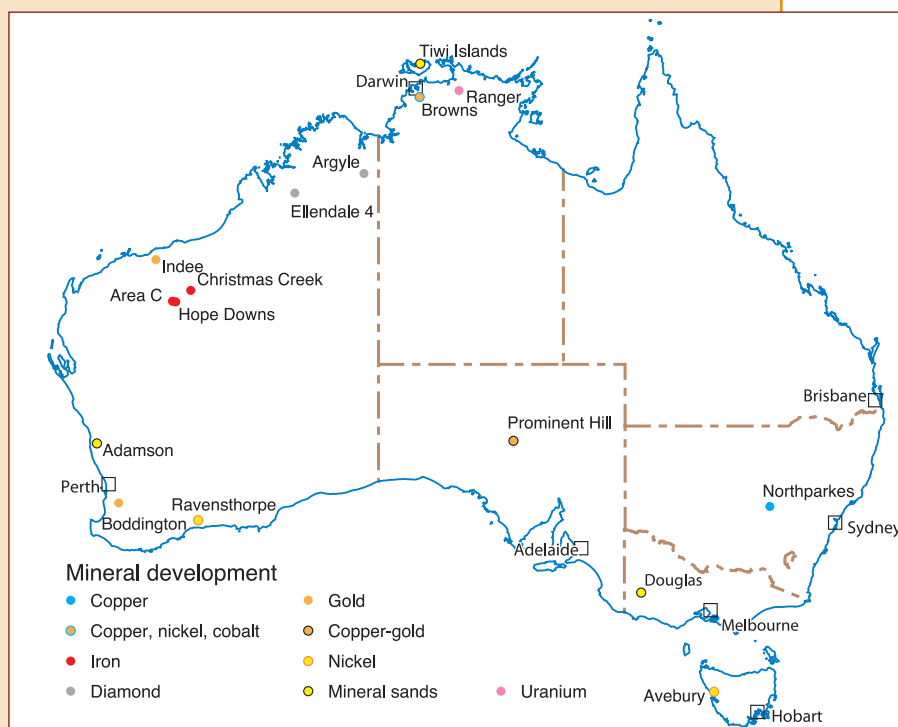 Tiwi Islands
Darwin
Ranger
Browns
Argyle
Ellendale 4
Indee
Christmas Creek
Area C
Hope Downs
Brisbane
Prominent Hill
Adamson
Perth
Northparkes
Ravensthorpe
Boddington
Sydney
Adelaide
Mineral development
Douglas
Copper
Gold
Melbourne
Copper, nickel, cobalt
Copper-gold
Iron
Nickel
Diamond
Mineral sands
Uranium
Avebury
Hobart